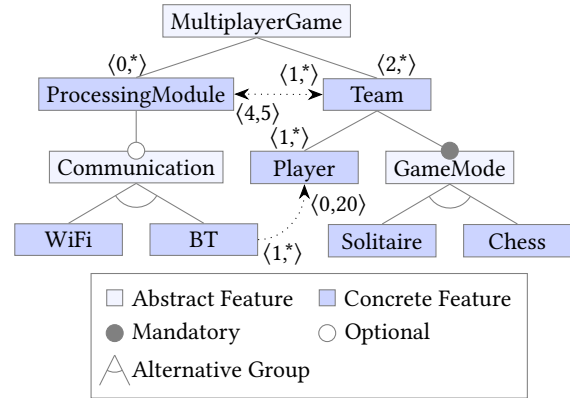 MultiplayerGame
⟨0,*⟩ ⟨1,*⟩ ⟨2,*⟩
ProcessingModule Team
⟨4,5⟩
⟨1,*⟩
Communication Player GameMode
⟨0,20⟩
WiFi BT Solitaire Chess
⟨1,*⟩
Abstract Feature Concrete Feature
Mandatory Optional
Alternative Group